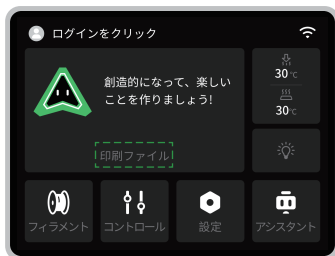 ログインをクリック
創造的になって、楽しい
ことを作りましょう!
印刷ファイル
30℃
30℃
フィラメント
コントロール
設定
アシスタント